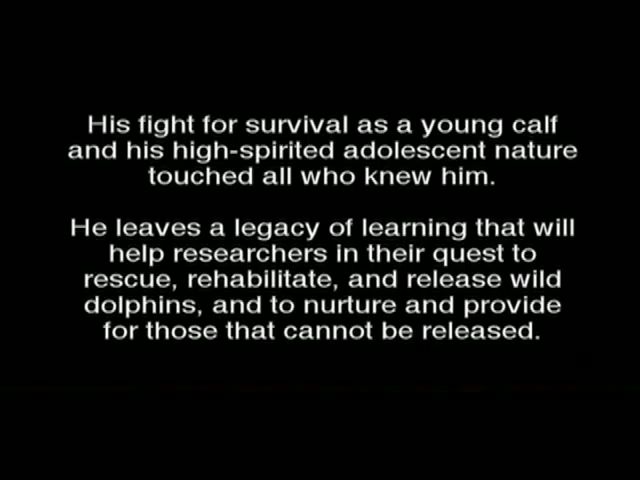 His fight for survival as a young calf
and his high-spirited adolescent nature
touched all who knew him.
He leaves a legacy of learning that will
help researchers in their quest to
rescue, rehabilitate, and release wild
dolphins, and to nurture and provide
for those that cannot be released.